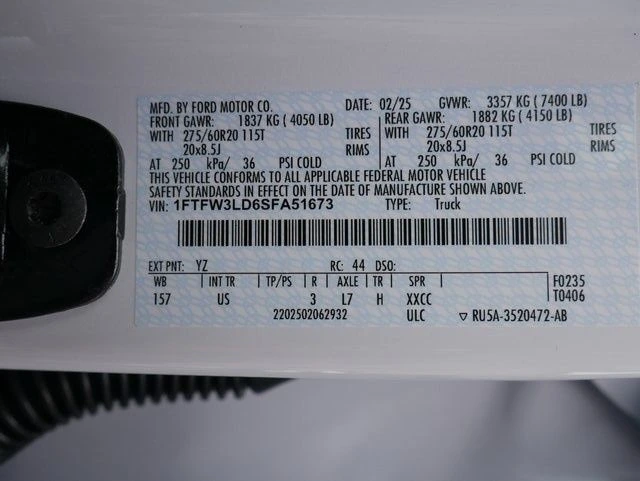 MFD. BY FORD MOTOR CO. DATE: 02/25 GVWR: 3357 KG ( 7400 LB)
FRONT GAWR: 1837 KG ( 4050 LB) REAR GAWR: 1882 KG ( 4150 LB)
WITH 275/60R20 115T TIRES WITH 275/60R20 115T TIRES
20x8.5J RIMS 20x8.5J RIMS
AT 250 kPa/ 36 PSI COLD AT 250 kPa/ 36 PSI COLD
THIS VEHICLE CONFORMS TO ALL APPLICABLE FEDERAL MOTOR VEHICLE
SAFETY STANDARDS IN EFFECT ON THE DATE OF MANUFACTURE SHOWN ABOVE.
VIN: 1FTFW3LD6SFA51673 TYPE: Truck
EXT PNT: YZ RC: 44 DSO:
WB INT TR TP/PS R AXLE TR SPR F0235
157 US 3 L7 H XXCC T0406
2202502062932 ULC ▽ RU5A-3520472-AB